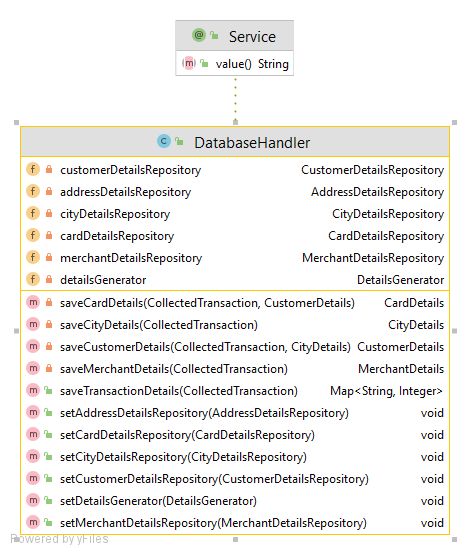 @ Service
m value() String
C DatabaseHandler
f customerDetailsRepository CustomerDetailsRepository
f addressDetailsRepository AddressDetailsRepository
f cityDetailsRepository CityDetailsRepository
f cardDetailsRepository CardDetailsRepository
f merchantDetailsRepository MerchantDetailsRepository
f detailsGenerator DetailsGenerator
m saveCardDetails(CollectedTransaction, CustomerDetails) CardDetails
m saveCityDetails(CollectedTransaction) CityDetails
m saveCustomerDetails(CollectedTransaction, CityDetails) CustomerDetails
m saveMerchantDetails(CollectedTransaction) MerchantDetails
m saveTransactionDetails(CollectedTransaction) Map<String, Integer>
m setAddressDetailsRepository(AddressDetailsRepository) void
m setCardDetailsRepository(CardDetailsRepository) void
m setCityDetailsRepository(CityDetailsRepository) void
m setCustomerDetailsRepository(CustomerDetailsRepository) void
m setDetailsGenerator(DetailsGenerator) void
m setMerchantDetailsRepository(MerchantDetailsRepository) void
Powered by yFiles